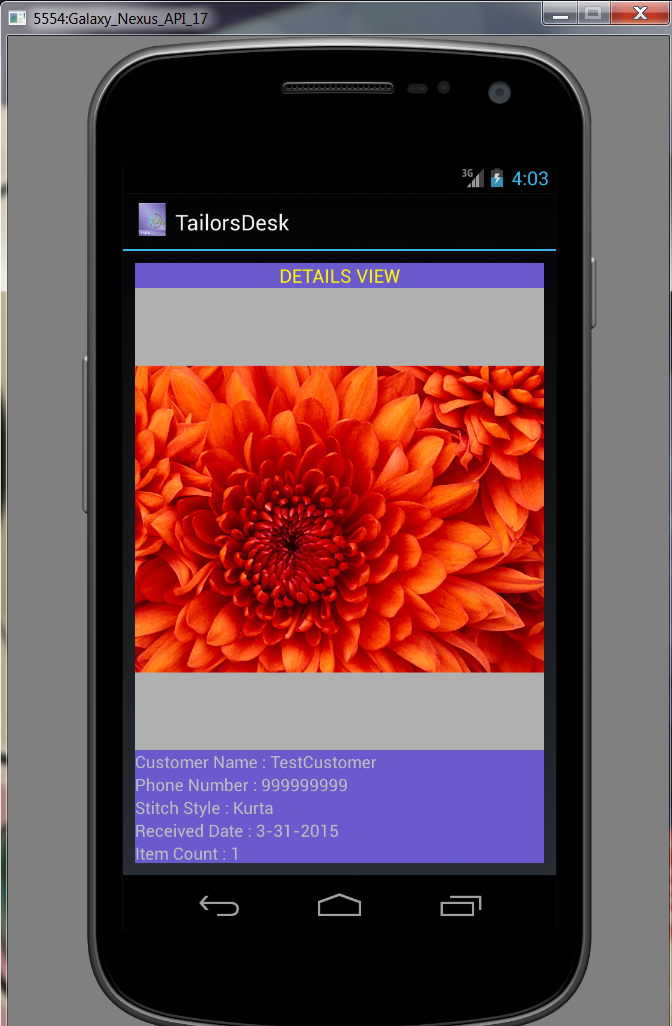 5554:Galaxy_Nexus_API_17
3G 4:03
TailorsDesk
DETAILS VIEW
Customer Name : TestCustomer
Phone Number : 999999999
Stitch Style : Kurta
Received Date : 3-31-2015
Item Count : 1